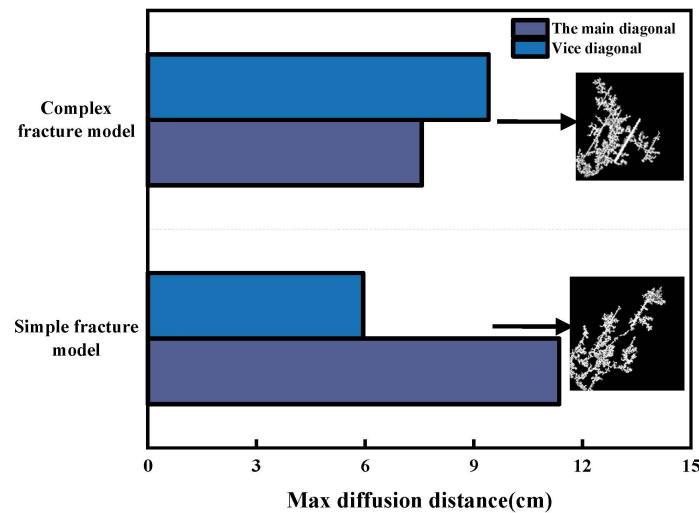 The main diagonal
Vice diagonal
Complex
fracture model
Simple fracture
model
0 3 6 9 12 15
Max diffusion distance(cm)